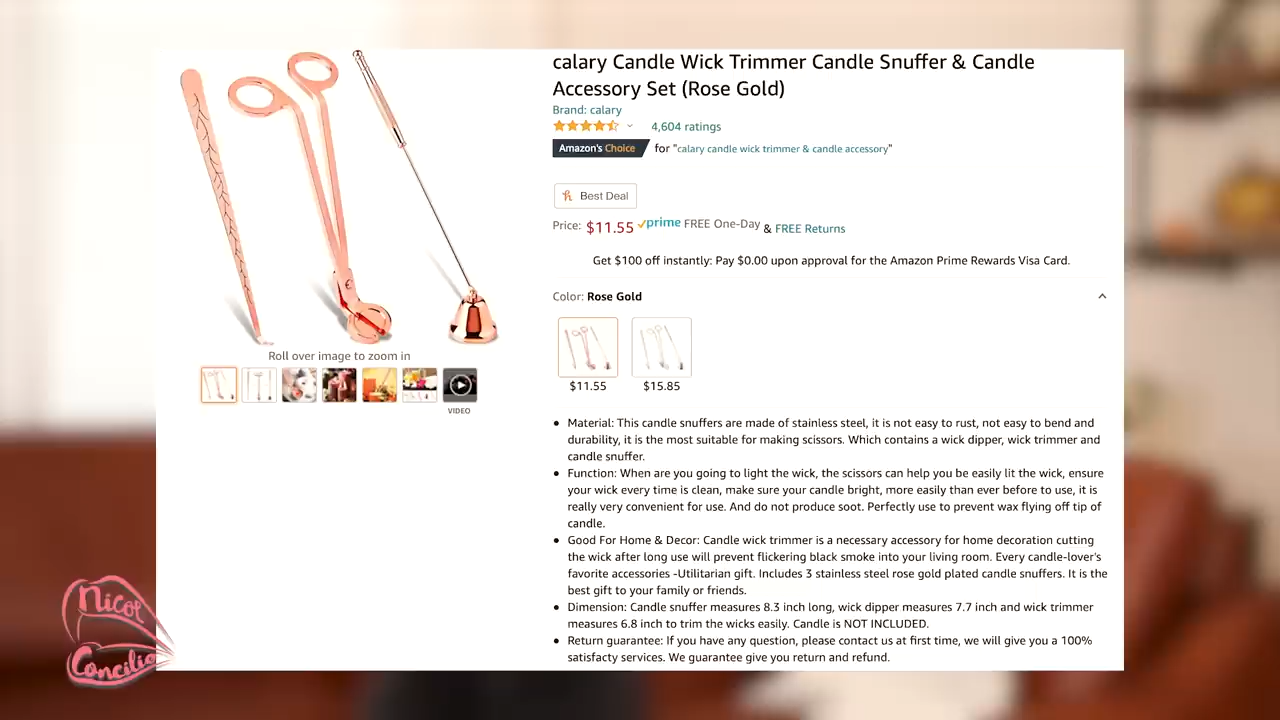 calary Candle Wick Trimmer Candle Snuffer & Candle
Accessory Set (Rose Gold)
Brand: calary
4,604 ratings
Amazon's Choice for "calary candle wick trimmer & candle accessory"
Best Deal
Price: $11.55 prime FREE One-Day & FREE Returns
Get $100 off instantly: Pay $0.00 upon approval for the Amazon Prime Rewards Visa Card.
Color: Rose Gold
$11.55 $15.85
Roll over image to zoom in
VIDEO
● Material: This candle snuffers are made of stainless steel, it is not easy to rust, not easy to bend and
durability, it is the most suitable for making scissors. Which contains a wick dipper, wick trimmer and
candle snuffer.
● Function: When are you going to light the wick, the scissors can help you be easily lit the wick, ensure
your wick every time is clean, make sure your candle bright, more easily than ever before to use, it is
really very convenient for use. And do not produce soot. Perfectly use to prevent wax flying off tip of
candle.
● Good For Home & Decor: Candle wick trimmer is a necessary accessory for home decoration cutting
the wick after long use will prevent flickering black smoke into your living room. Every candle-lover's
favorite accessories -Utilitarian gift. Includes 3 stainless steel rose gold plated candle snuffers. It is the
best gift to your family or friends.
● Dimension: Candle snuffer measures 8.3 inch long, wick dipper measures 7.7 inch and wick trimmer
measures 6.8 inch to trim the wicks easily. Candle is NOT INCLUDED.
● Return guarantee: If you have any question, please contact us at first time, we will give you a 100%
satisfacty services. We guarantee give you return and refund.
Nicol
Concilio